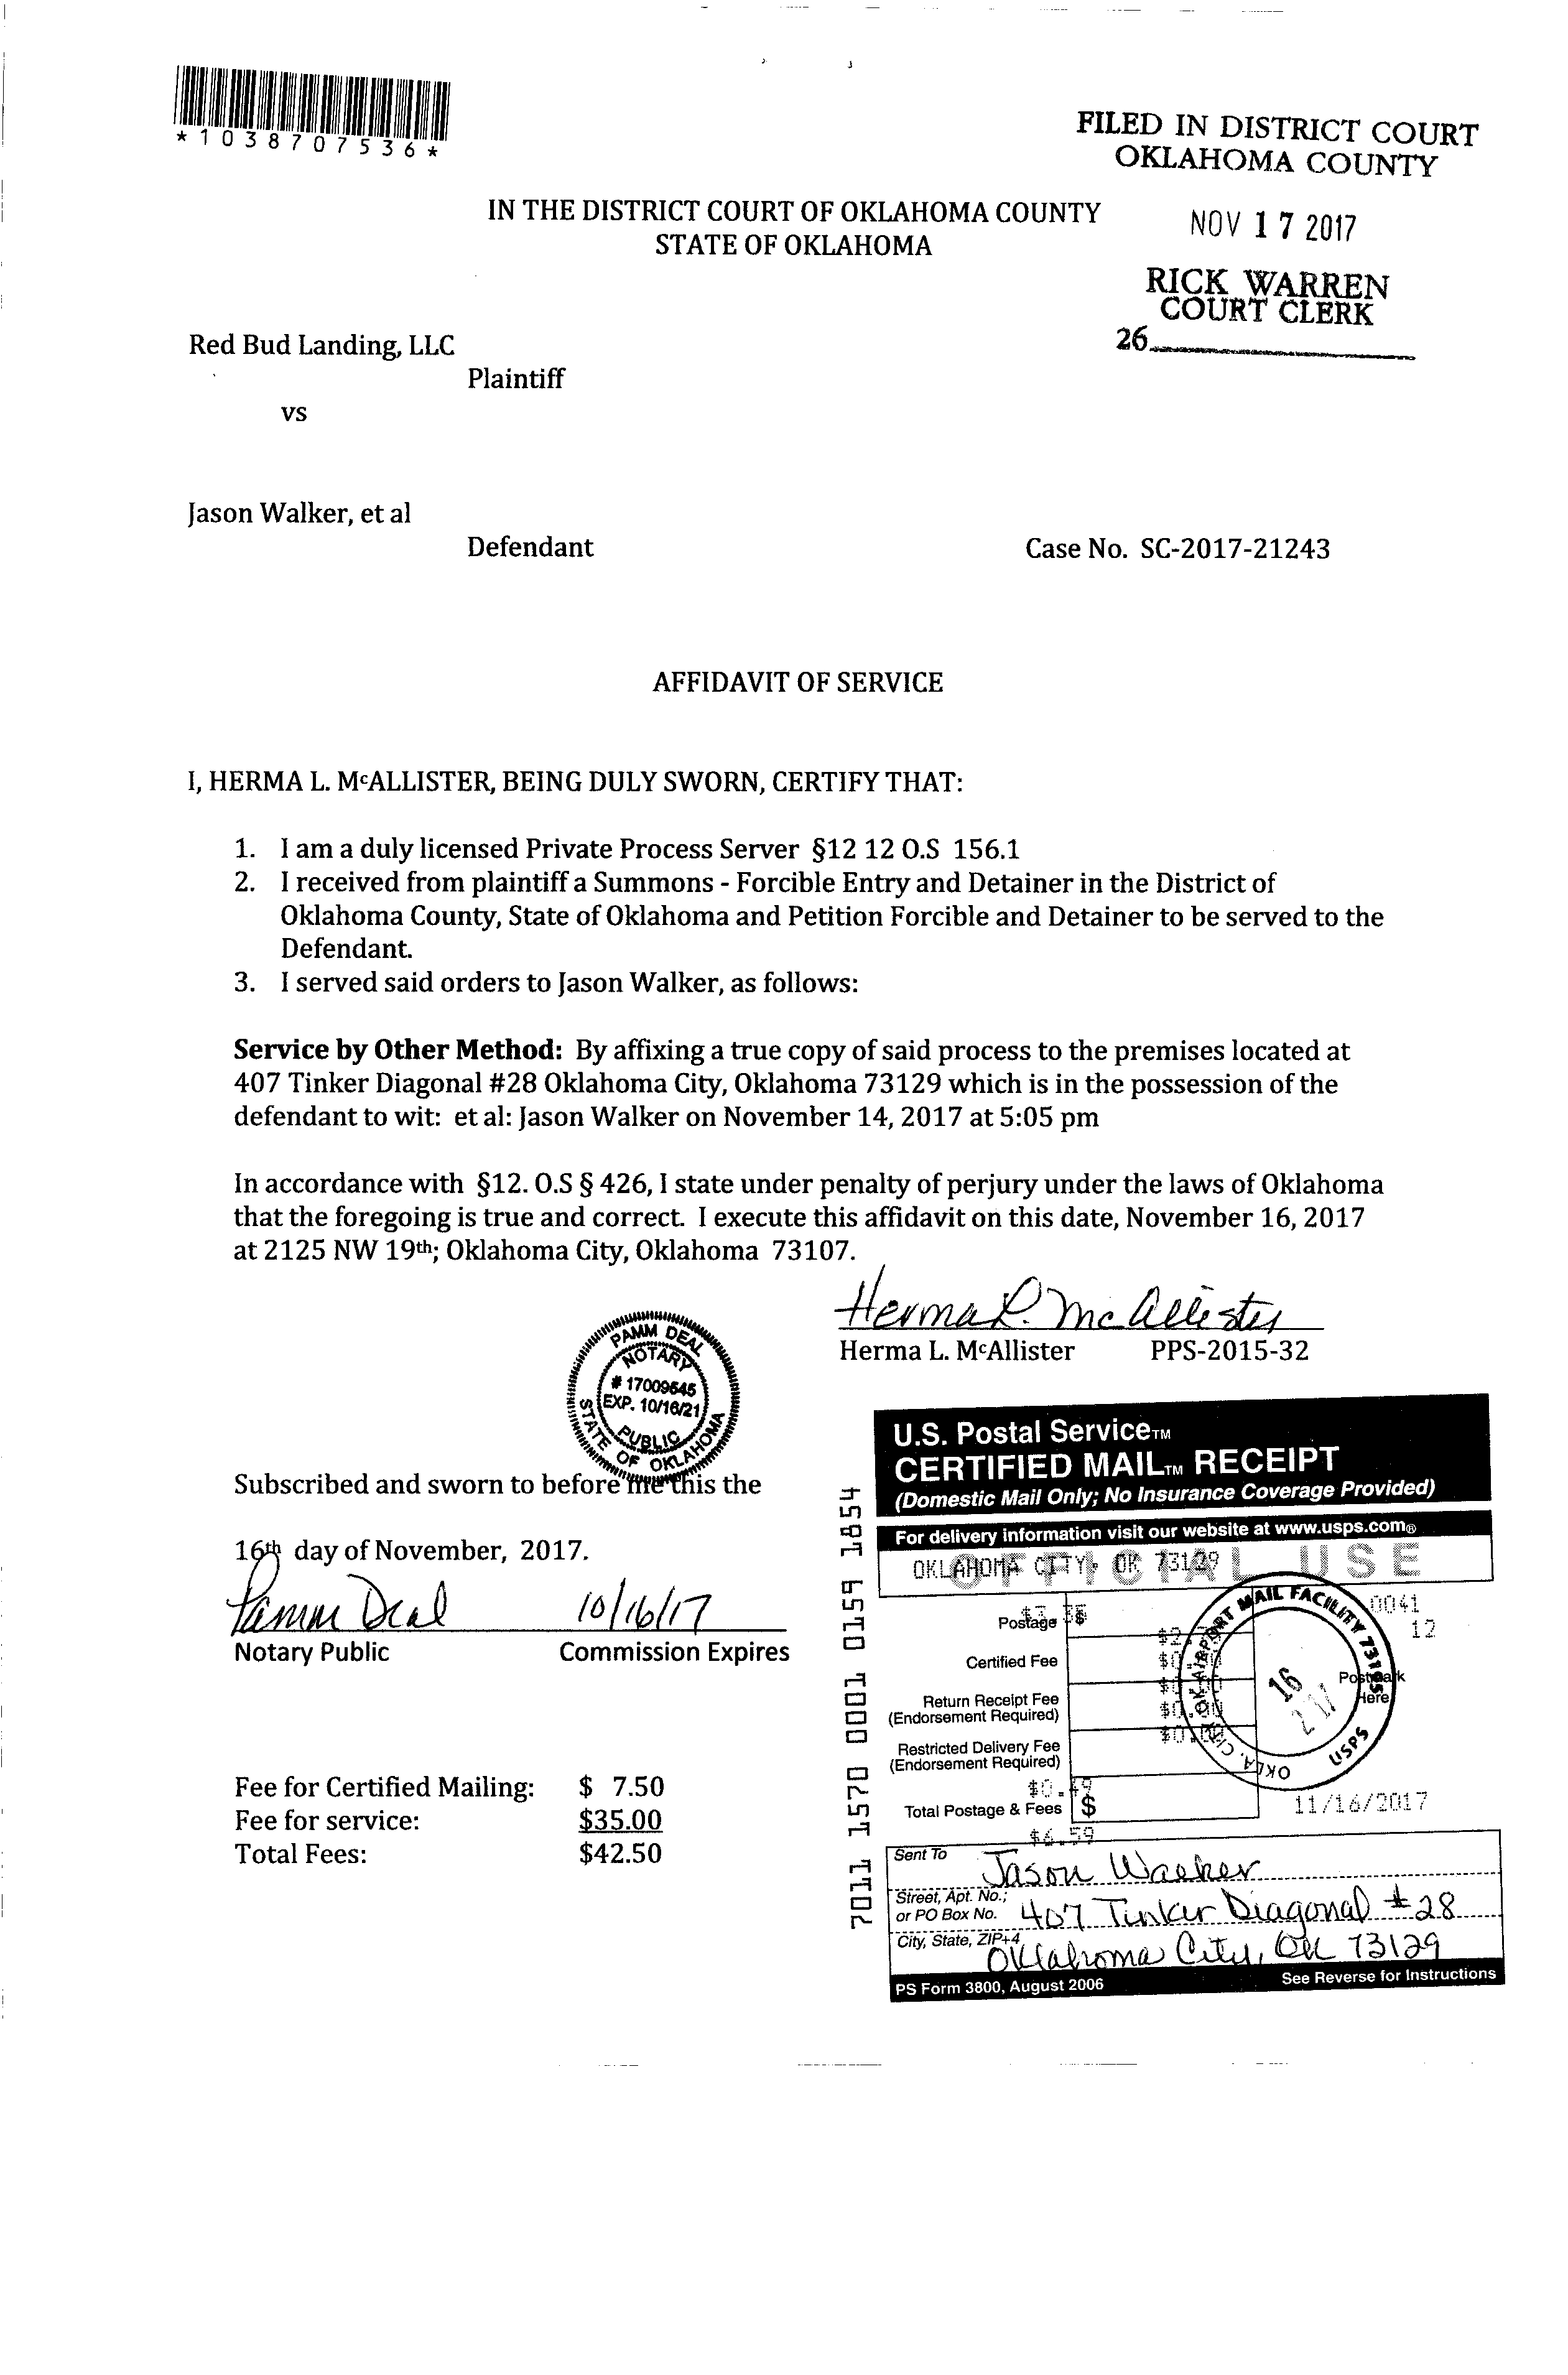 *1038707536*
FILED IN DISTRICT COURT
OKLAHOMA COUNTY
IN THE DISTRICT COURT OF OKLAHOMA COUNTY
STATE OF OKLAHOMA
NOV 17 2017
RICK WARREN
COURT CLERK
26
Red Bud Landing, LLC
Plaintiff
vs
Jason Walker, et al
Defendant
Case No. SC-2017-21243
AFFIDAVIT OF SERVICE
I, HERMA L. McALLISTER, BEING DULY SWORN, CERTIFY THAT:
1. I am a duly licensed Private Process Server §12 12 O.S 156.1
2. I received from plaintiff a Summons - Forcible Entry and Detainer in the District of
Oklahoma County, State of Oklahoma and Petition Forcible and Detainer to be served to the
Defendant.
3. I served said orders to Jason Walker, as follows:
Service by Other Method: By affixing a true copy of said process to the premises located at
407 Tinker Diagonal #28 Oklahoma City, Oklahoma 73129 which is in the possession of the
defendant to wit: et al: Jason Walker on November 14, 2017 at 5:05 pm
In accordance with §12. O.S § 426, I state under penalty of perjury under the laws of Oklahoma
that the foregoing is true and correct. I execute this affidavit on this date, November 16, 2017
at 2125 NW 19th; Oklahoma City, Oklahoma 73107.
Herma L. McAllister
Herma L. McAllister PPS-2015-32
PAMM DEAL
NOTARY
# 17009645
EXP. 10/16/21
PUBLIC
STATE OF OKLAHOMA
Subscribed and sworn to before me this the
16th day of November, 2017.
Pamm Deal 10/16/17
Notary Public Commission Expires
Fee for Certified Mailing: $ 7.50
Fee for service: $35.00
Total Fees: $42.50
7011 1570 0001 0159 1854
U.S. Postal Service™
CERTIFIED MAIL™ RECEIPT
(Domestic Mail Only; No Insurance Coverage Provided)
For delivery information visit our website at www.usps.com®
OFFICIAL USE
OKLAHOMA CITY, OK 73129
Postage $
0041
12
Certified Fee
Postmark
Here
Return Receipt Fee
(Endorsement Required)
Restricted Delivery Fee
(Endorsement Required)
$0.49
Total Postage & Fees $
11/16/2017
$6.59
OKLA. CITY OK AIRPORT MAIL FACILITY 73195
16
USPS
Sent To Jason Walker
Street, Apt. No.;
or PO Box No. 407 Tinker Diagonal #28
City, State, ZIP+4 Oklahoma City, OK 73129
PS Form 3800, August 2006 See Reverse for Instructions